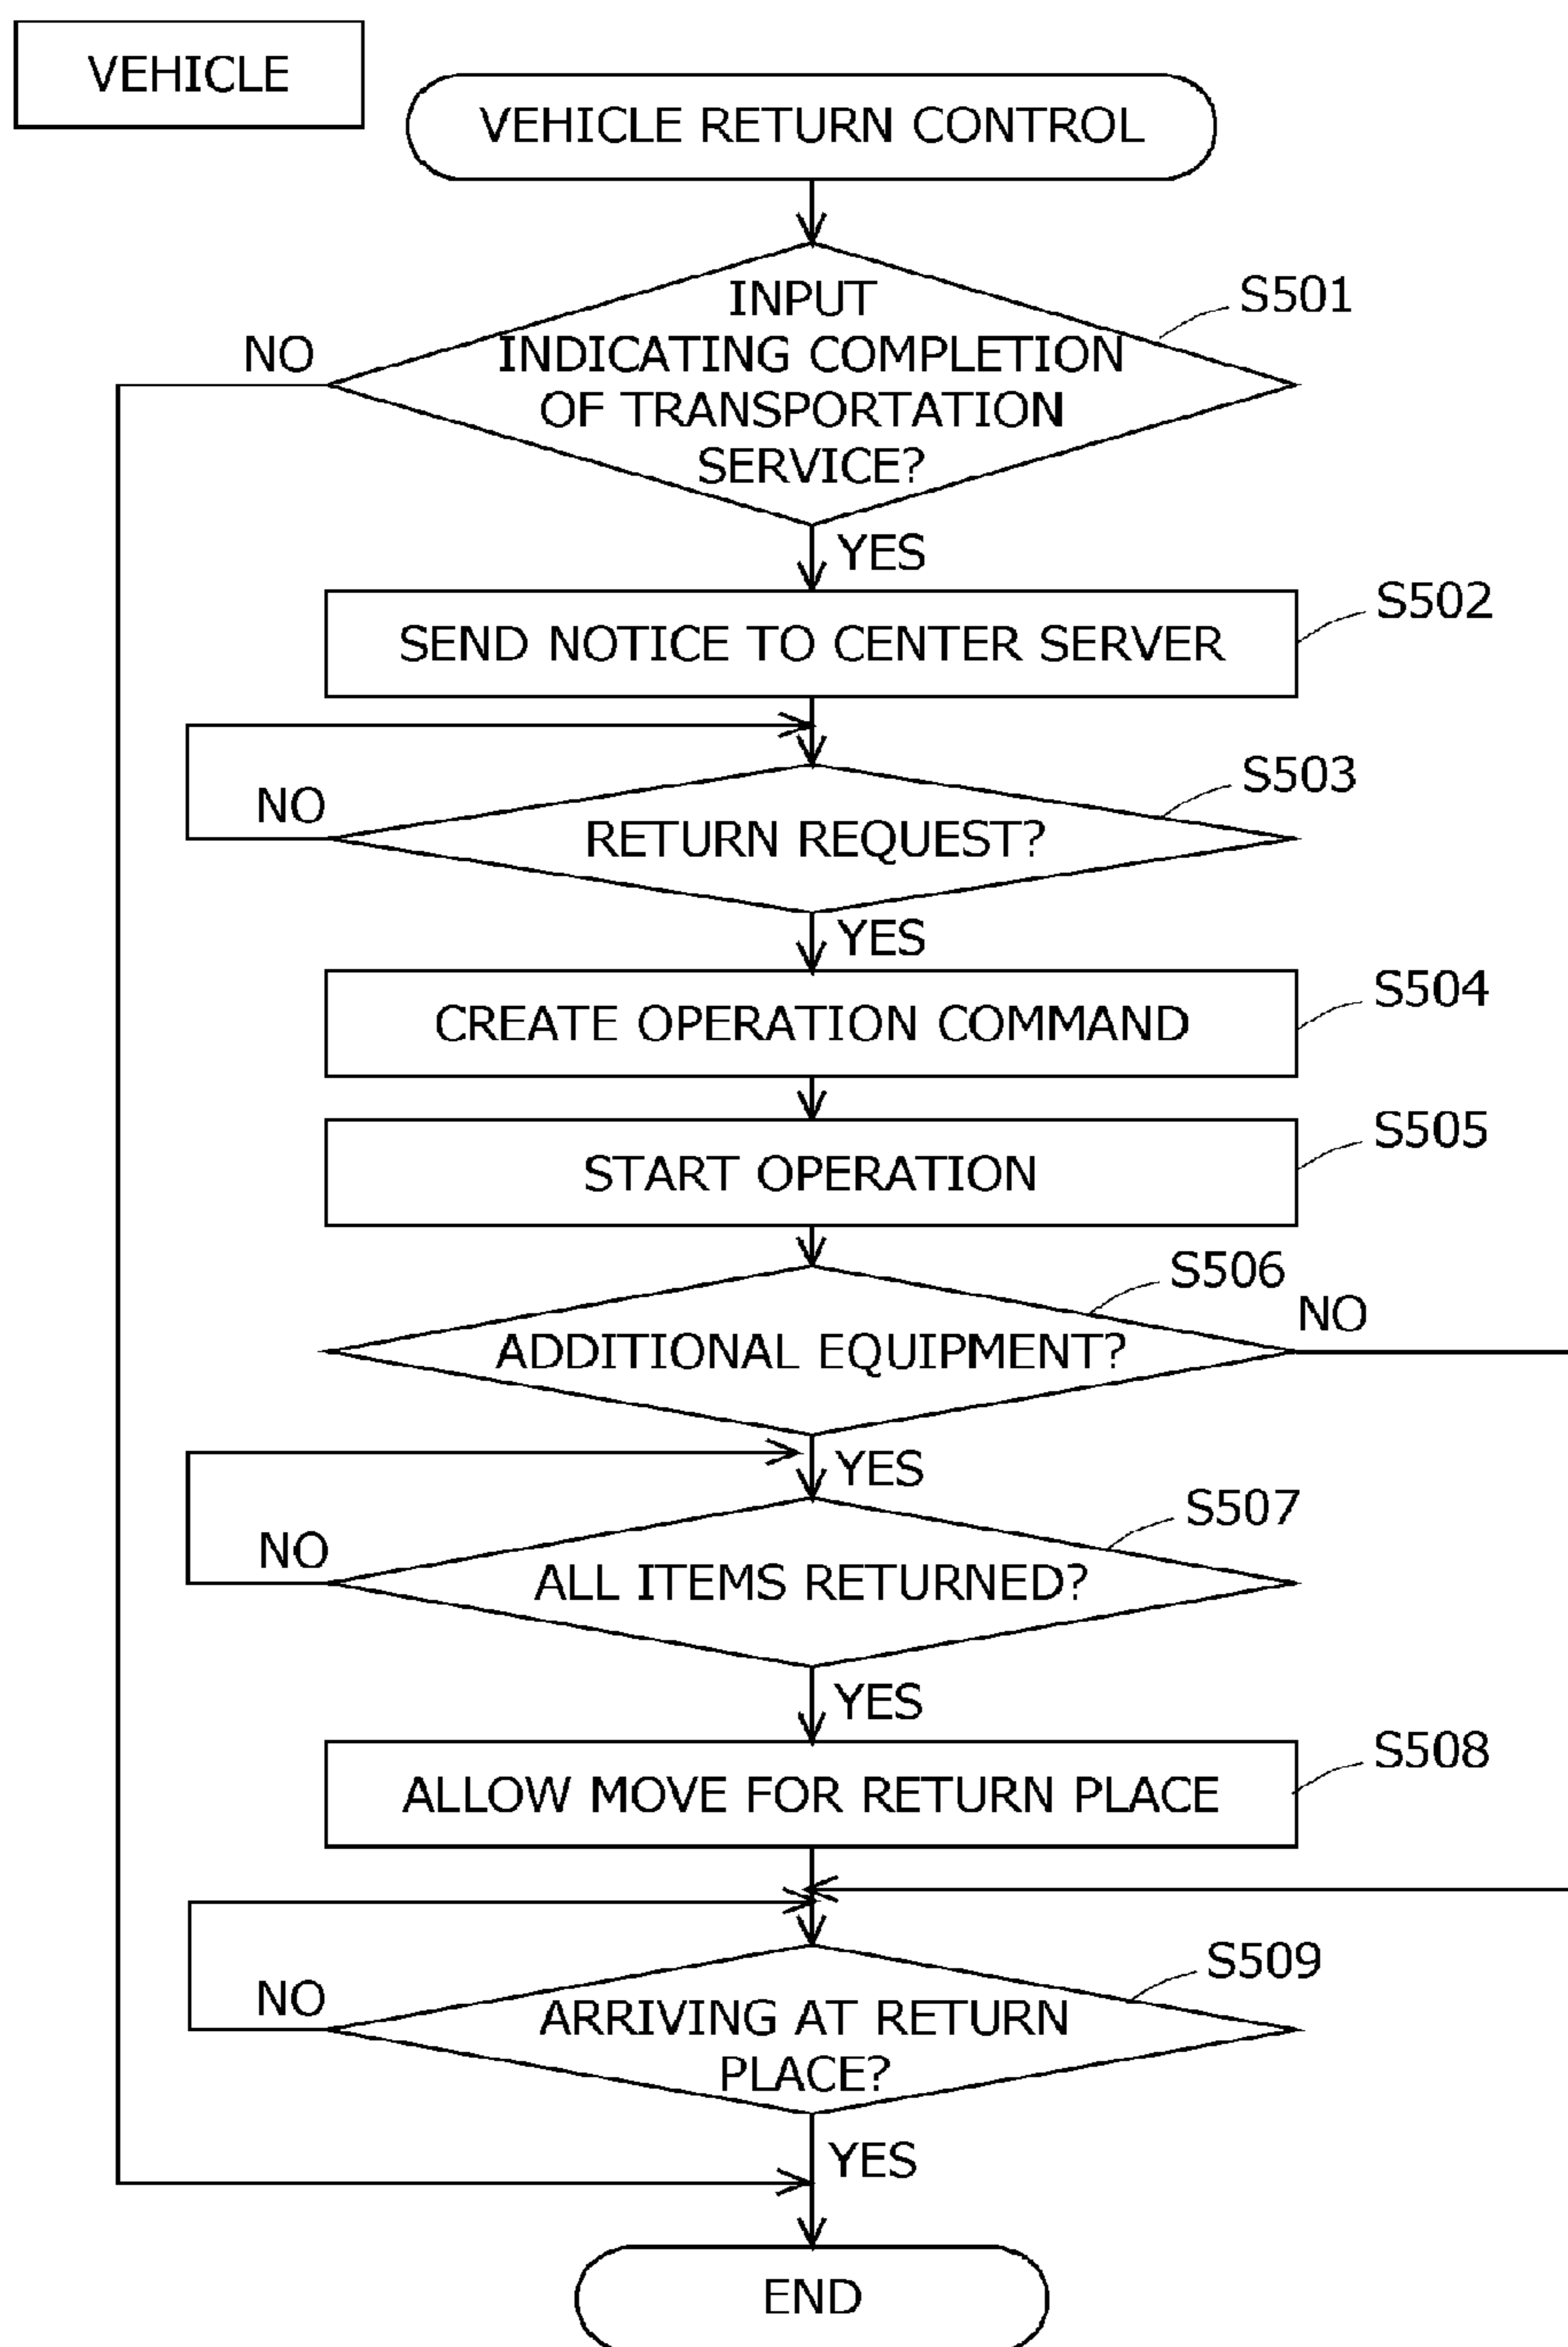 VEHICLE
VEHICLE RETURN CONTROL
INPUT
INDICATING COMPLETION
OF TRANSPORTATION
SERVICE?
S501
NO
YES
SEND NOTICE TO CENTER SERVER
S502
RETURN REQUEST?
S503
NO
YES
CREATE OPERATION COMMAND
S504
START OPERATION
S505
ADDITIONAL EQUIPMENT?
S506
NO
YES
ALL ITEMS RETURNED?
S507
NO
YES
ALLOW MOVE FOR RETURN PLACE
S508
ARRIVING AT RETURN
PLACE?
S509
NO
YES
END